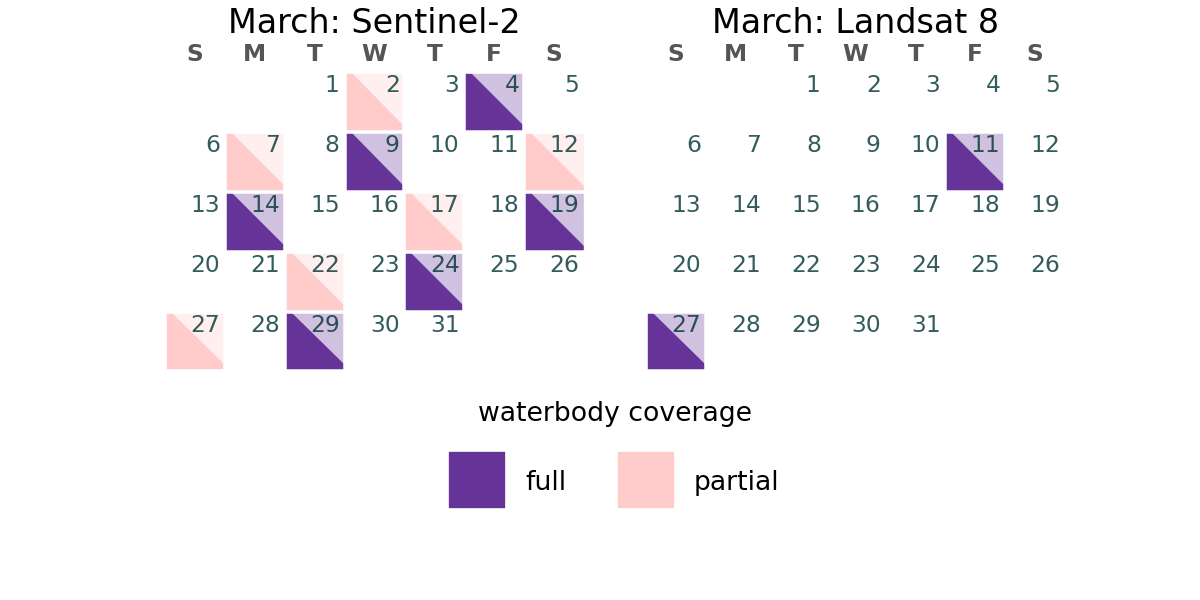 March: Sentinel-2
S M T W T F S
1 2 3 4 5
6 7 8 9 10 11 12
13 14 15 16 17 18 19
20 21 22 23 24 25 26
27 28 29 30 31
March: Landsat 8
S M T W T F S
1 2 3 4 5
6 7 8 9 10 11 12
13 14 15 16 17 18 19
20 21 22 23 24 25 26
27 28 29 30 31
waterbody coverage
full partial